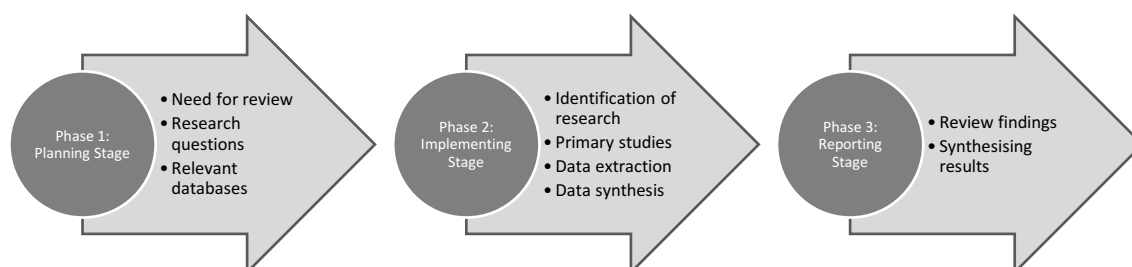 Phase 1:
Planning Stage
• Need for review
• Research
questions
• Relevant
databases
Phase 2:
Implementing
Stage
• Identification of
research
• Primary studies
• Data extraction
• Data synthesis
Phase 3:
Reporting
Stage
• Review findings
• Synthesising
results